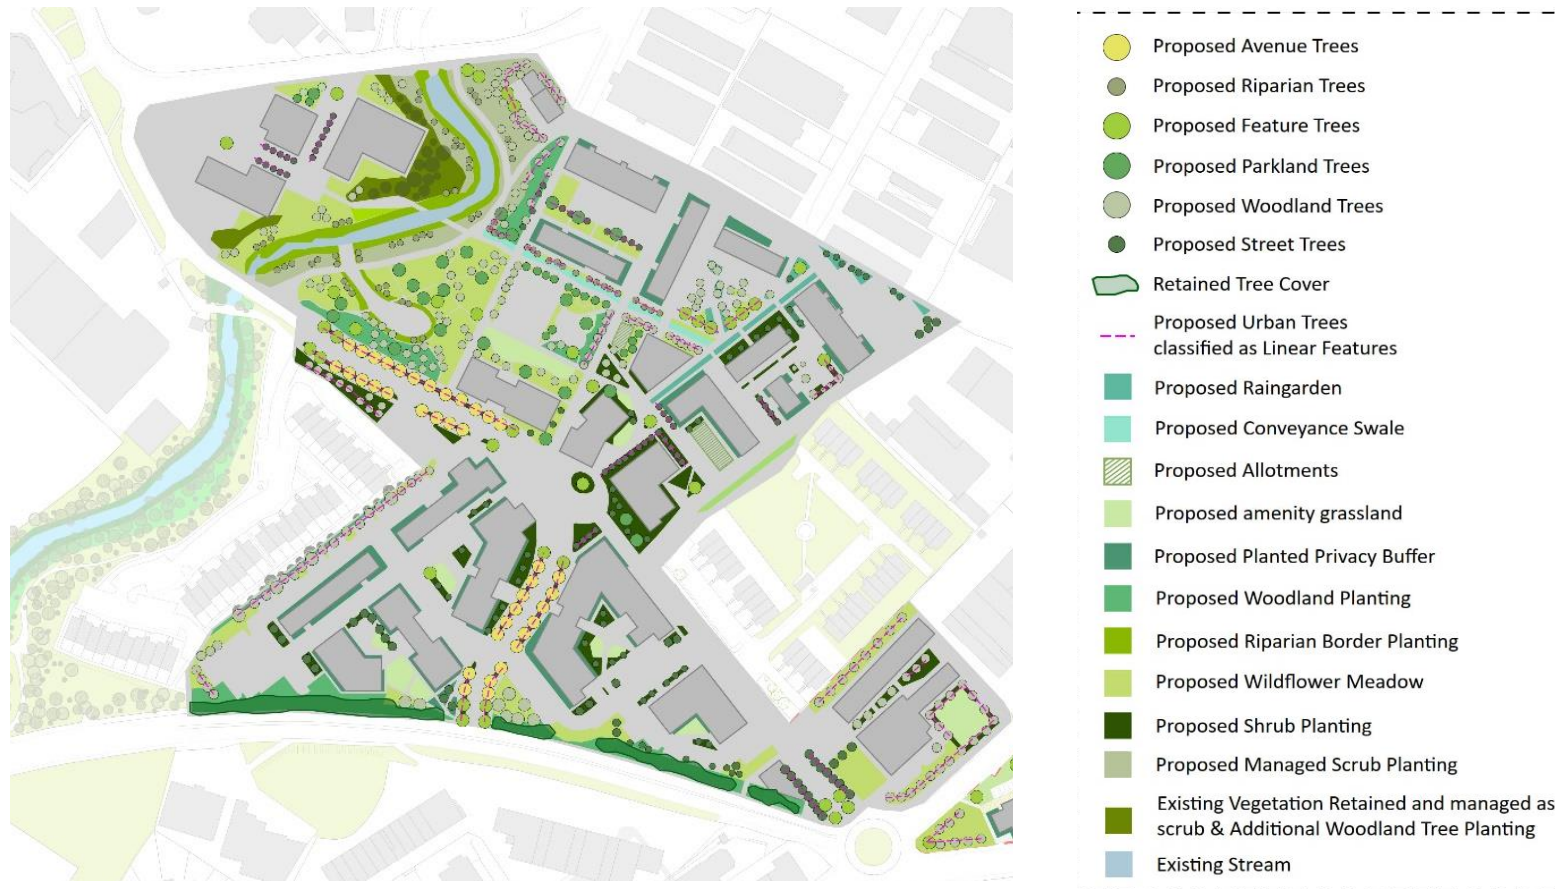 Proposed Avenue Trees
Proposed Riparian Trees
Proposed Feature Trees
Proposed Parkland Trees
Proposed Woodland Trees
Proposed Street Trees
Retained Tree Cover
Proposed Urban Trees
classified as Linear Features
Proposed Raingarden
Proposed Conveyance Swale
Proposed Allotments
Proposed amenity grassland
Proposed Planted Privacy Buffer
Proposed Woodland Planting
Proposed Riparian Border Planting
Proposed Wildflower Meadow
Proposed Shrub Planting
Proposed Managed Scrub Planting
Existing Vegetation Retained and managed as
scrub & Additional Woodland Tree Planting
Existing Stream